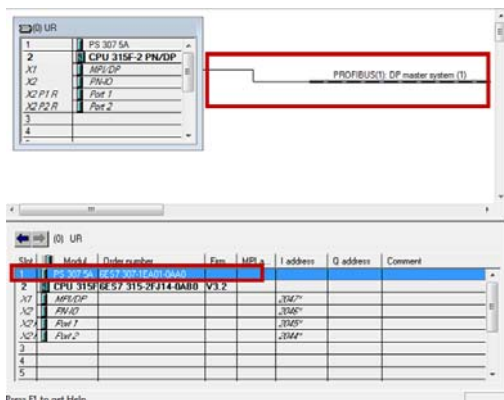 (0) UR
1 PS 307 5A
2 CPU 315F-2 PN/DP
X1 MPI/DP
X2 PN-IO
X2 P1 R Port 1
X2 P2 R Port 2
3
4
PROFIBUS(1): DP master system (1)
(0) UR
Slot Modul Order number Firm MPI a I address Q address Comment
1 PS 307 5A 6ES7 307-1EA01-0AA0
2 CPU 315F 6ES7 315-2FJ14-0AB0 V3.2
X1 MPI/DP 2047*
X2 PN-IO 2046*
X2 Port 1 2045*
X2 Port 2 2044*
3
4
5
Press F1 to get Help